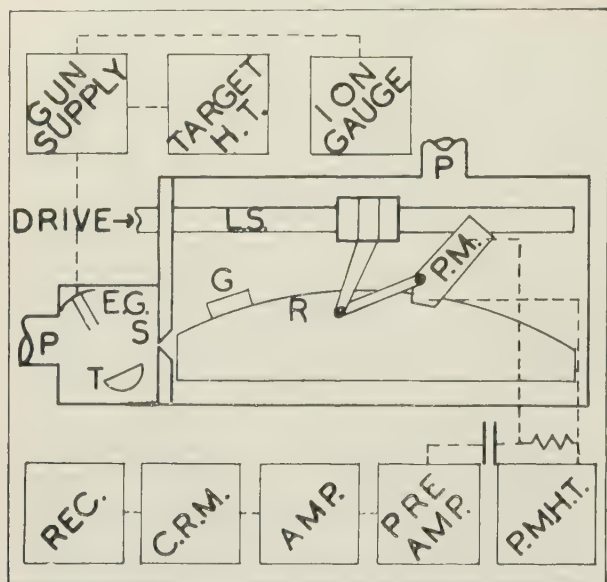 GUN
SUPPLY
TARGET
H.T.
ION
GAUGE
P
DRIVE→
L.S.
P.M.
G
E.G.
R
S
P
T
REC.
C.R.M.
AMP.
PRE
AMP.
P.M.H.T.